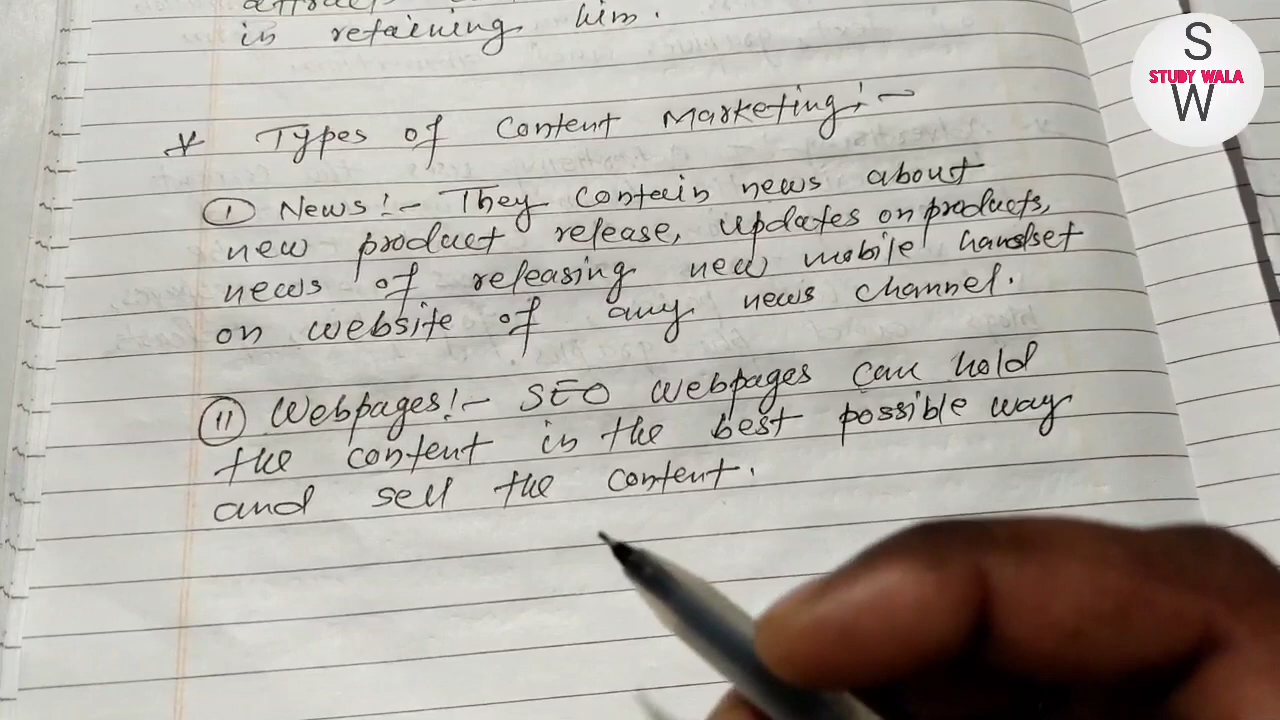 in retaining him.
S
STUDY WALA
W
* Types of Content Marketing:-
(I) News:- They contain news about
new product release, updates on products,
news of releasing new mobile handset
on website of any news channel.
(II) Webpages:- SEO webpages can hold
the content in the best possible way
and sell the content.